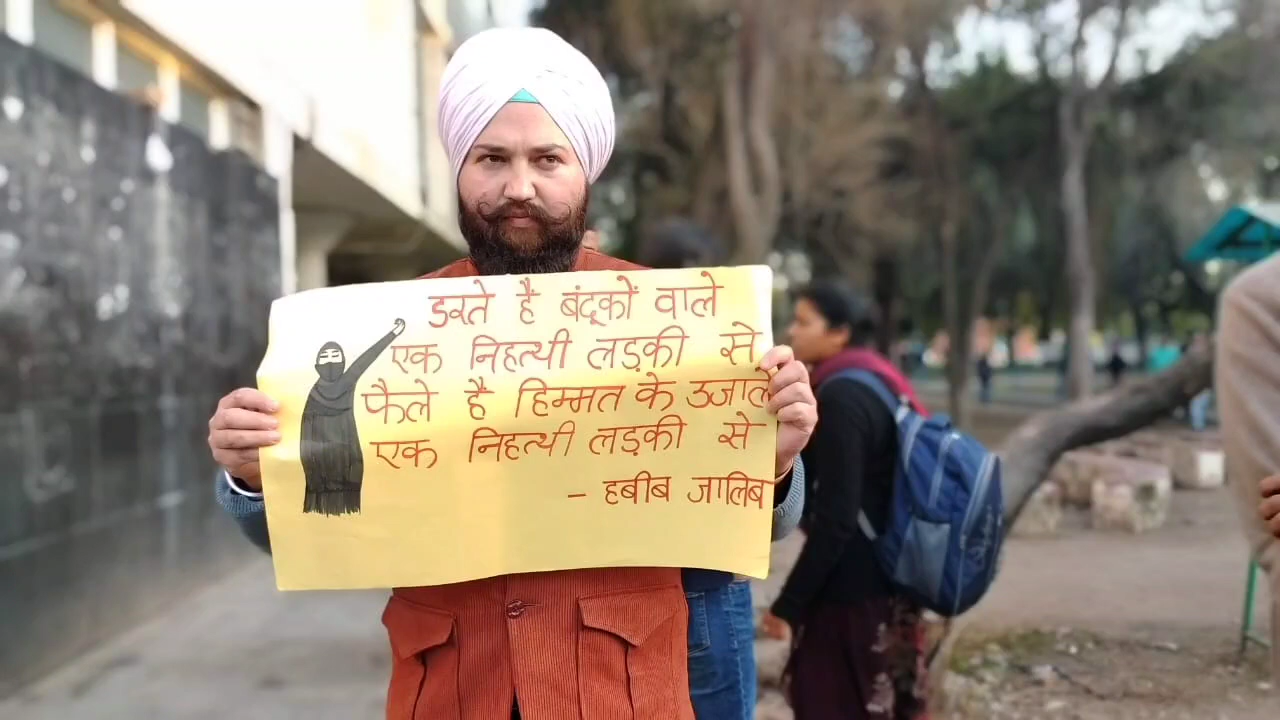 डरते है बंदूकों वाले
एक निहत्थी लड़की से
फैले है हिम्मत के उजाले
एक निहत्थी लड़की से
– हबीब जालिब